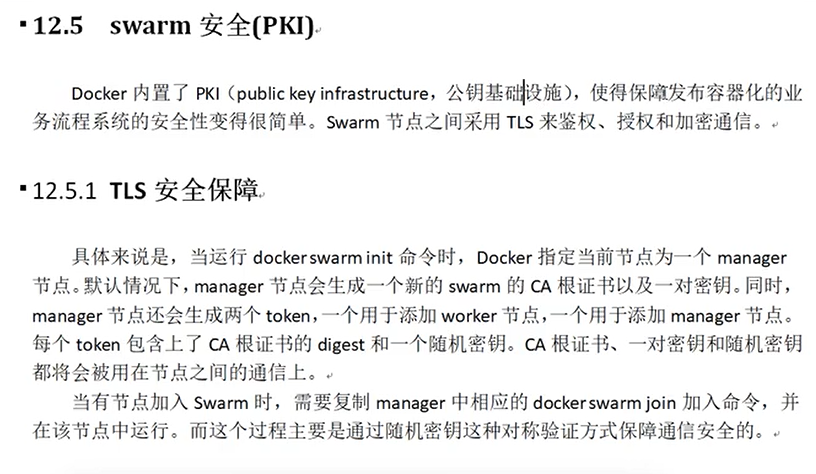 12.5 swarm 安全(PKI)
Docker 内置了 PKI（public key infrastructure，公钥基础设施），使得保障发布容器化的业
务流程系统的安全性变得很简单。Swarm 节点之间采用 TLS 来鉴权、授权和加密通信。
12.5.1 TLS 安全保障
具体来说是，当运行 docker swarm init 命令时，Docker 指定当前节点为一个 manager
节点。默认情况下，manager 节点会生成一个新的 swarm 的 CA 根证书以及一对密钥。同时，
manager 节点还会生成两个 token，一个用于添加 worker 节点，一个用于添加 manager 节点。
每个 token 包含上了 CA 根证书的 digest 和一个随机密钥。CA 根证书、一对密钥和随机密钥
都将会被用在节点之间的通信上。
当有节点加入 Swarm 时，需要复制 manager 中相应的 docker swarm join 加入命令，并
在该节点中运行。而这个过程主要是通过随机密钥这种对称验证方式保障通信安全的。